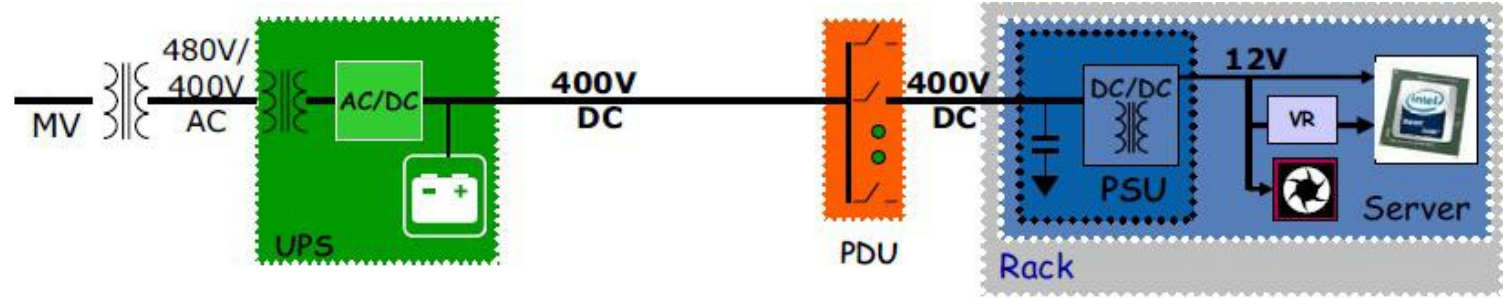 MV
480V/
400V
AC
AC/DC
- +
UPS
400V
DC
PDU
400V
DC
DC/DC
PSU
12V
VR
intel
Server
Rack